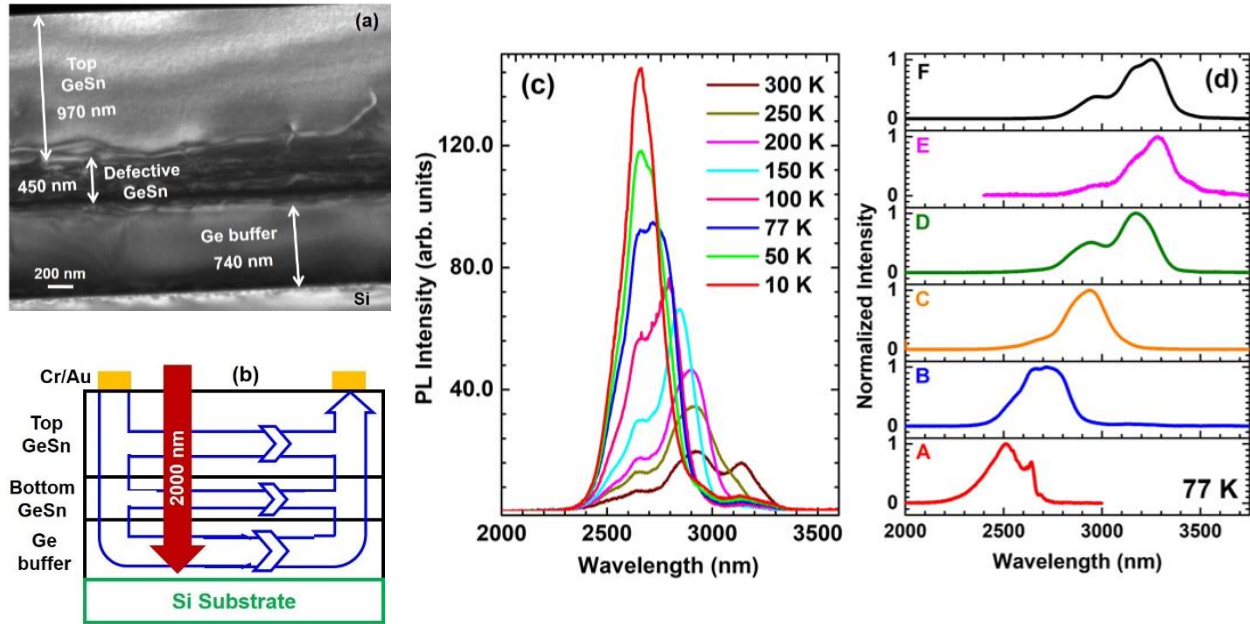 (a)
Top
GeSn
970 nm
Defective
GeSn
450 nm
Ge buffer
740 nm
200 nm
Si
(b)
Cr/Au
2000 nm
Top
GeSn
Bottom
GeSn
Ge
buffer
Si Substrate
(c)
300 K
250 K
200 K
150 K
100 K
77 K
50 K
10 K
PL Intensity (arb. units)
120.0
80.0
40.0
2000 2500 3000 3500
Wavelength (nm)
(d)
Normalized Intensity
F
1
0
E
1
0
D
1
0
C
1
0
B
1
0
A
1
0
77 K
2000 2500 3000 3500
Wavelength (nm)